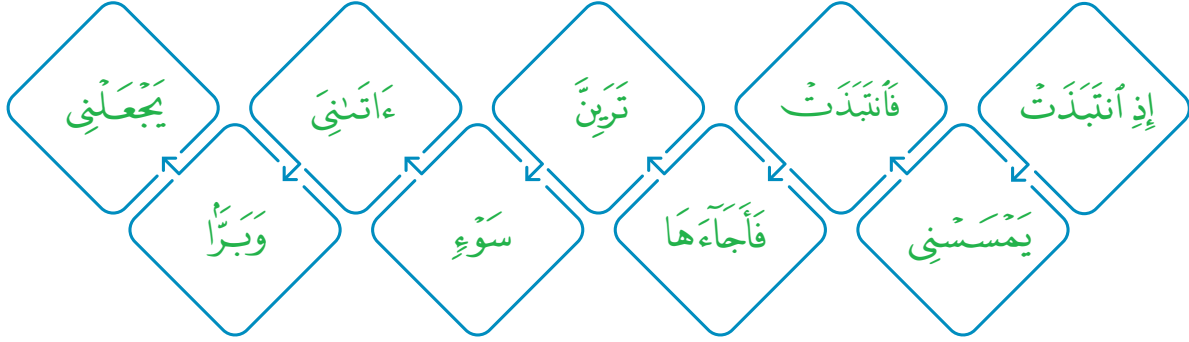 إِذِ ٱنتَبَذَتۡ
يَمۡسَسۡنِي
فَٱنتَبَذَتۡ
فَأَجَآءَهَا
تَرَيِنَّ
سَوۡءٖ
ءَاتَىٰنِيَ
وَبَرَّۢا
يَجۡعَلۡنِي